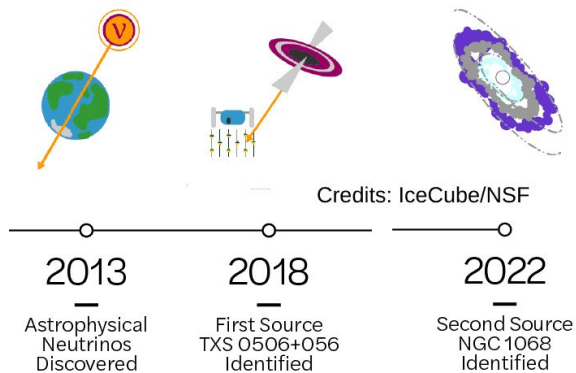 ν
Credits: IceCube/NSF
2013
Astrophysical
Neutrinos
Discovered
2018
First Source
TXS 0506+056
Identified
2022
Second Source
NGC 1068
Identified